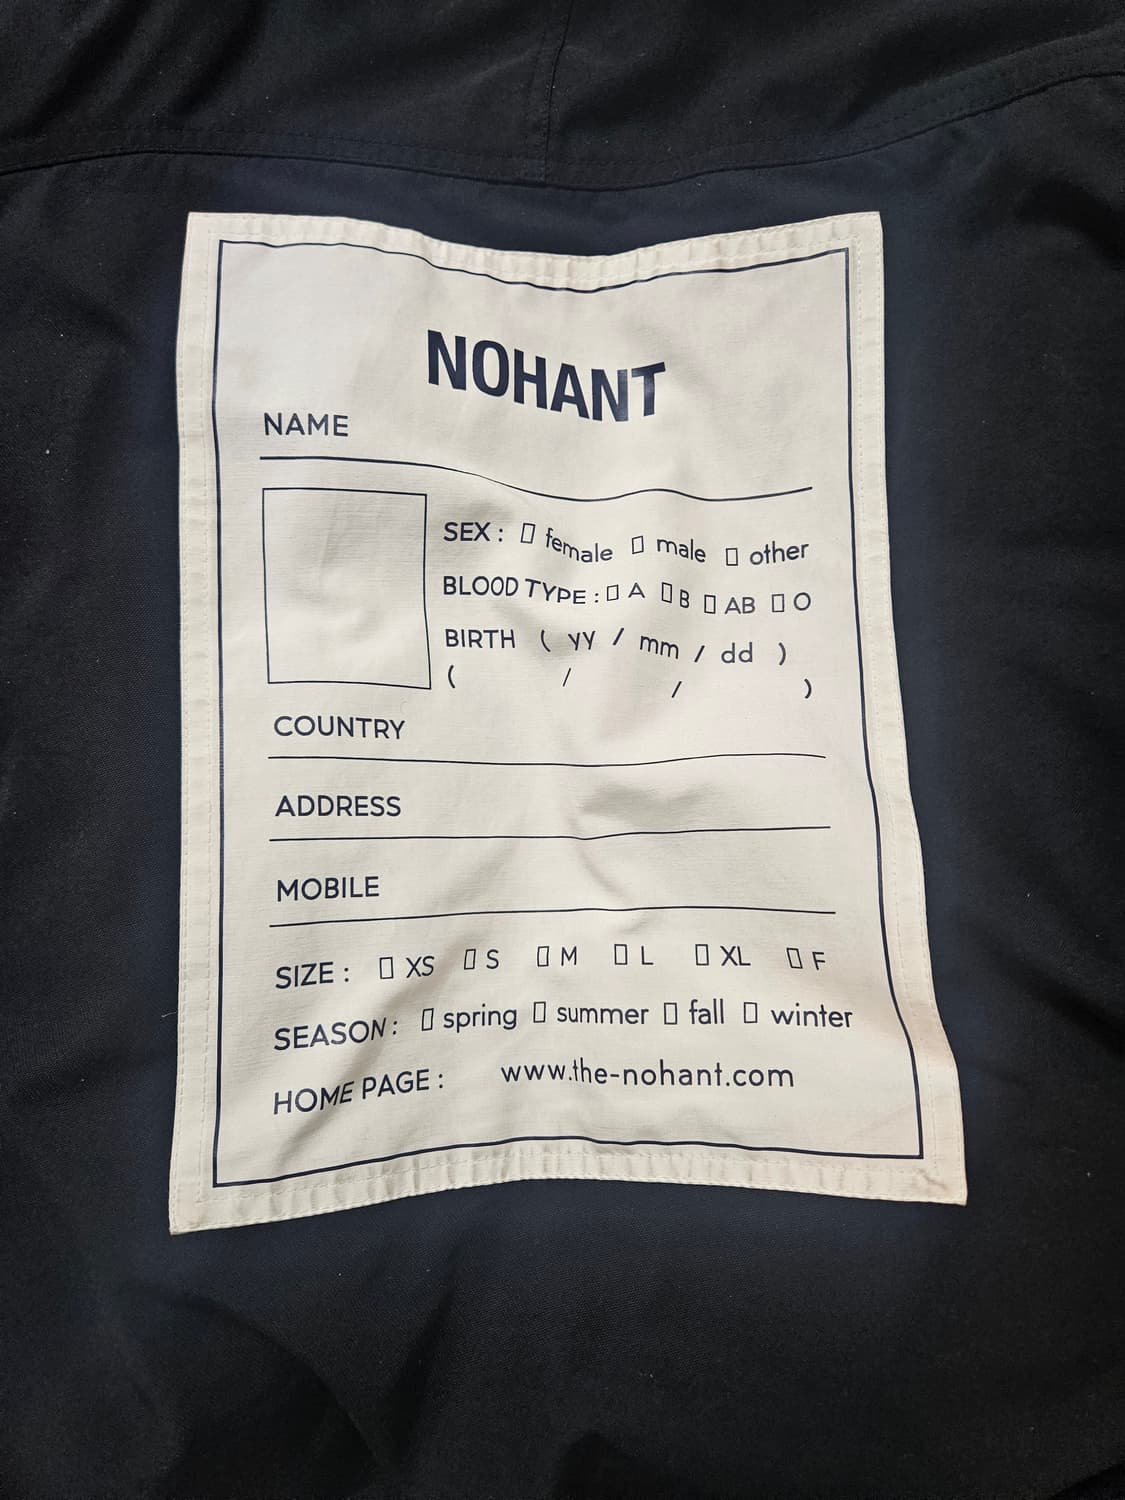 NOHANT
NAME
SEX : ☐ female ☐ male ☐ other
BLOOD TYPE : ☐ A ☐ B ☐ AB ☐ O
BIRTH ( yy / mm / dd )
( / / )
COUNTRY
ADDRESS
MOBILE
SIZE : ☐ XS ☐ S ☐ M ☐ L ☐ XL ☐ F
SEASON : ☐ spring ☐ summer ☐ fall ☐ winter
HOME PAGE : www.the-nohant.com